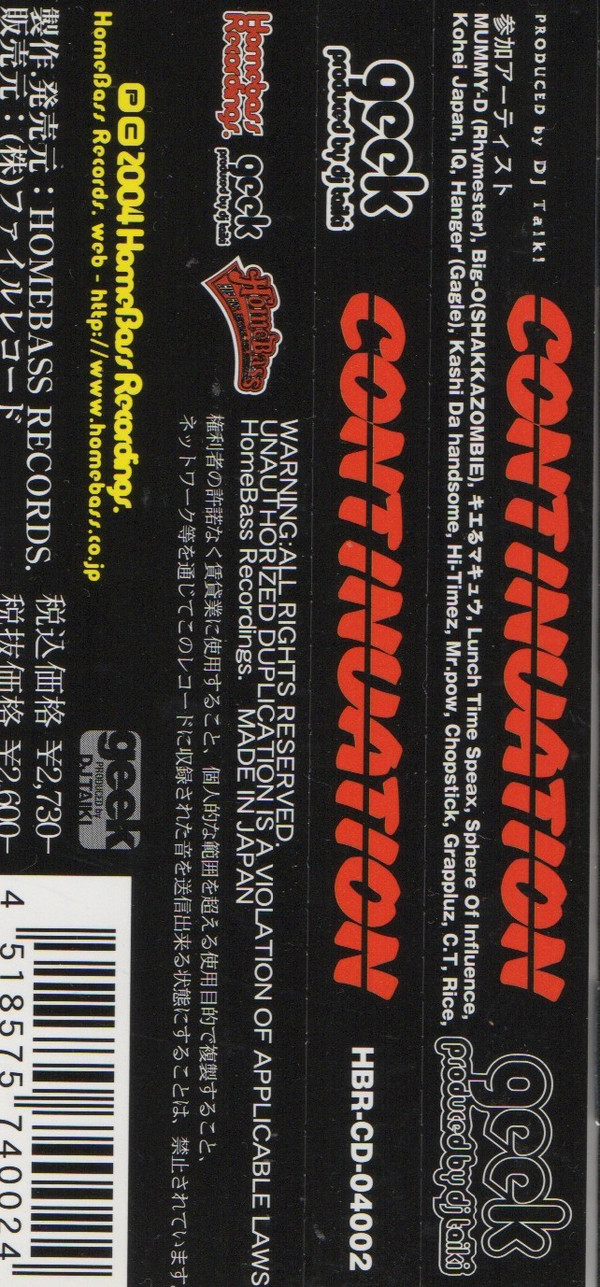 PRODUCED by DJ Taiki
CONTINUATION
参加アーティスト
MUMMY-D (Rhymester), Big-O(SHAKKAZOMBIE), キエるマキュウ, Lunch Time Speax, Sphere Of Influence,
Kohei Japan, IQ, Hanger (Gagle), Kashi Da handsome, Hi-Timez, Mr.pow, Chopstick, Grappluz, C.T, Rice,
geek
produced by dj taiki
geek
produced by dj taiki
CONTINUATION
HBR-CD-04002
Homebass
Recordings.
geek
produced by dj taiki
HomeBass
WARNING:ALL RIGHTS RESERVED.
UNAUTHORIZED DUPLICATION IS A VIOLATION OF APPLICABLE LAWS
HomeBass Recordings. MADE IN JAPAN
権利者の許諾なく賃貸業に使用すること、個人的な範囲を超える使用目的で複製すること、
ネットワーク等を通じてこのレコードに収録された音を送信出来る状態にすることは、禁止されています
ⓅⒸ2004 HomeBass Recordings.
HomeBass Records. web - http://www.homebass.co.jp
geek
PRODUCED by
DJ TAIKI
製作.発売元：HOMEBASS RECORDS.
税込価格 ¥2,730-
販売元：(株)ファイルレコード
税抜価格 ¥2,600-
4 518575 740024